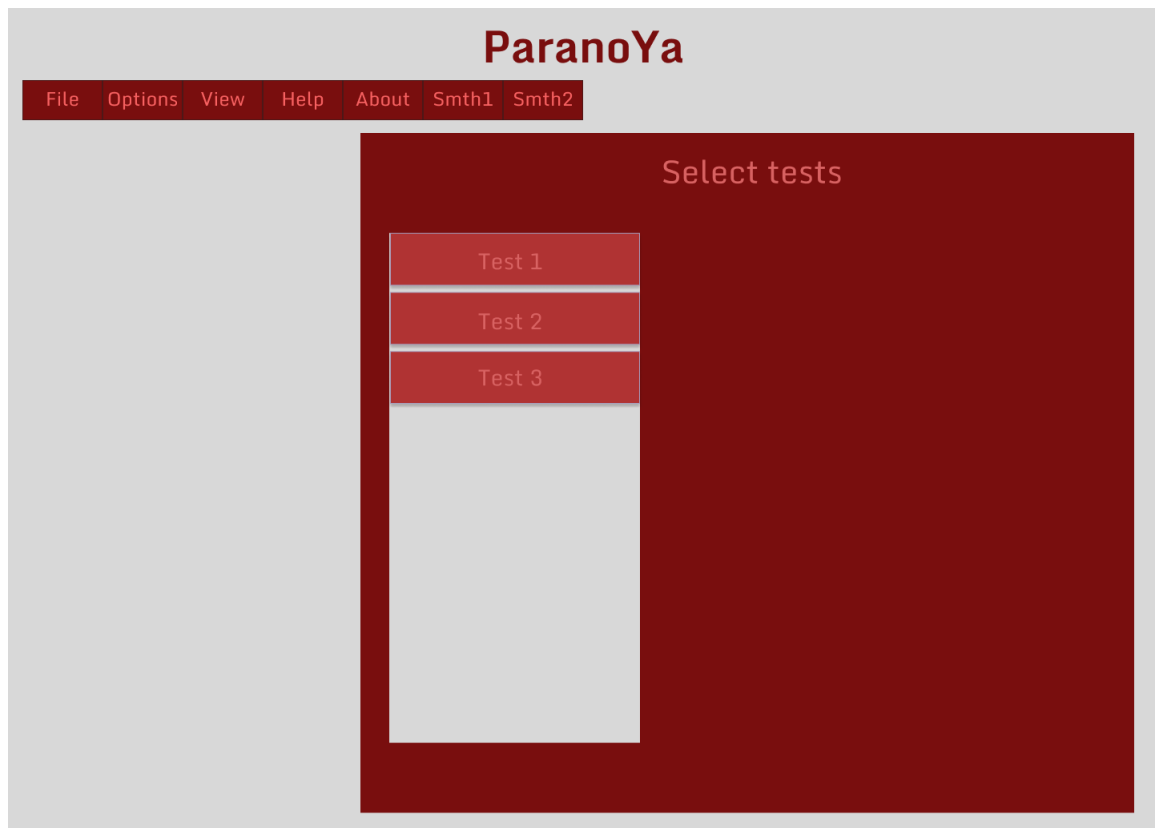 ParanoYa
File Options View Help About Smth1 Smth2
Select tests
Test 1
Test 2
Test 3